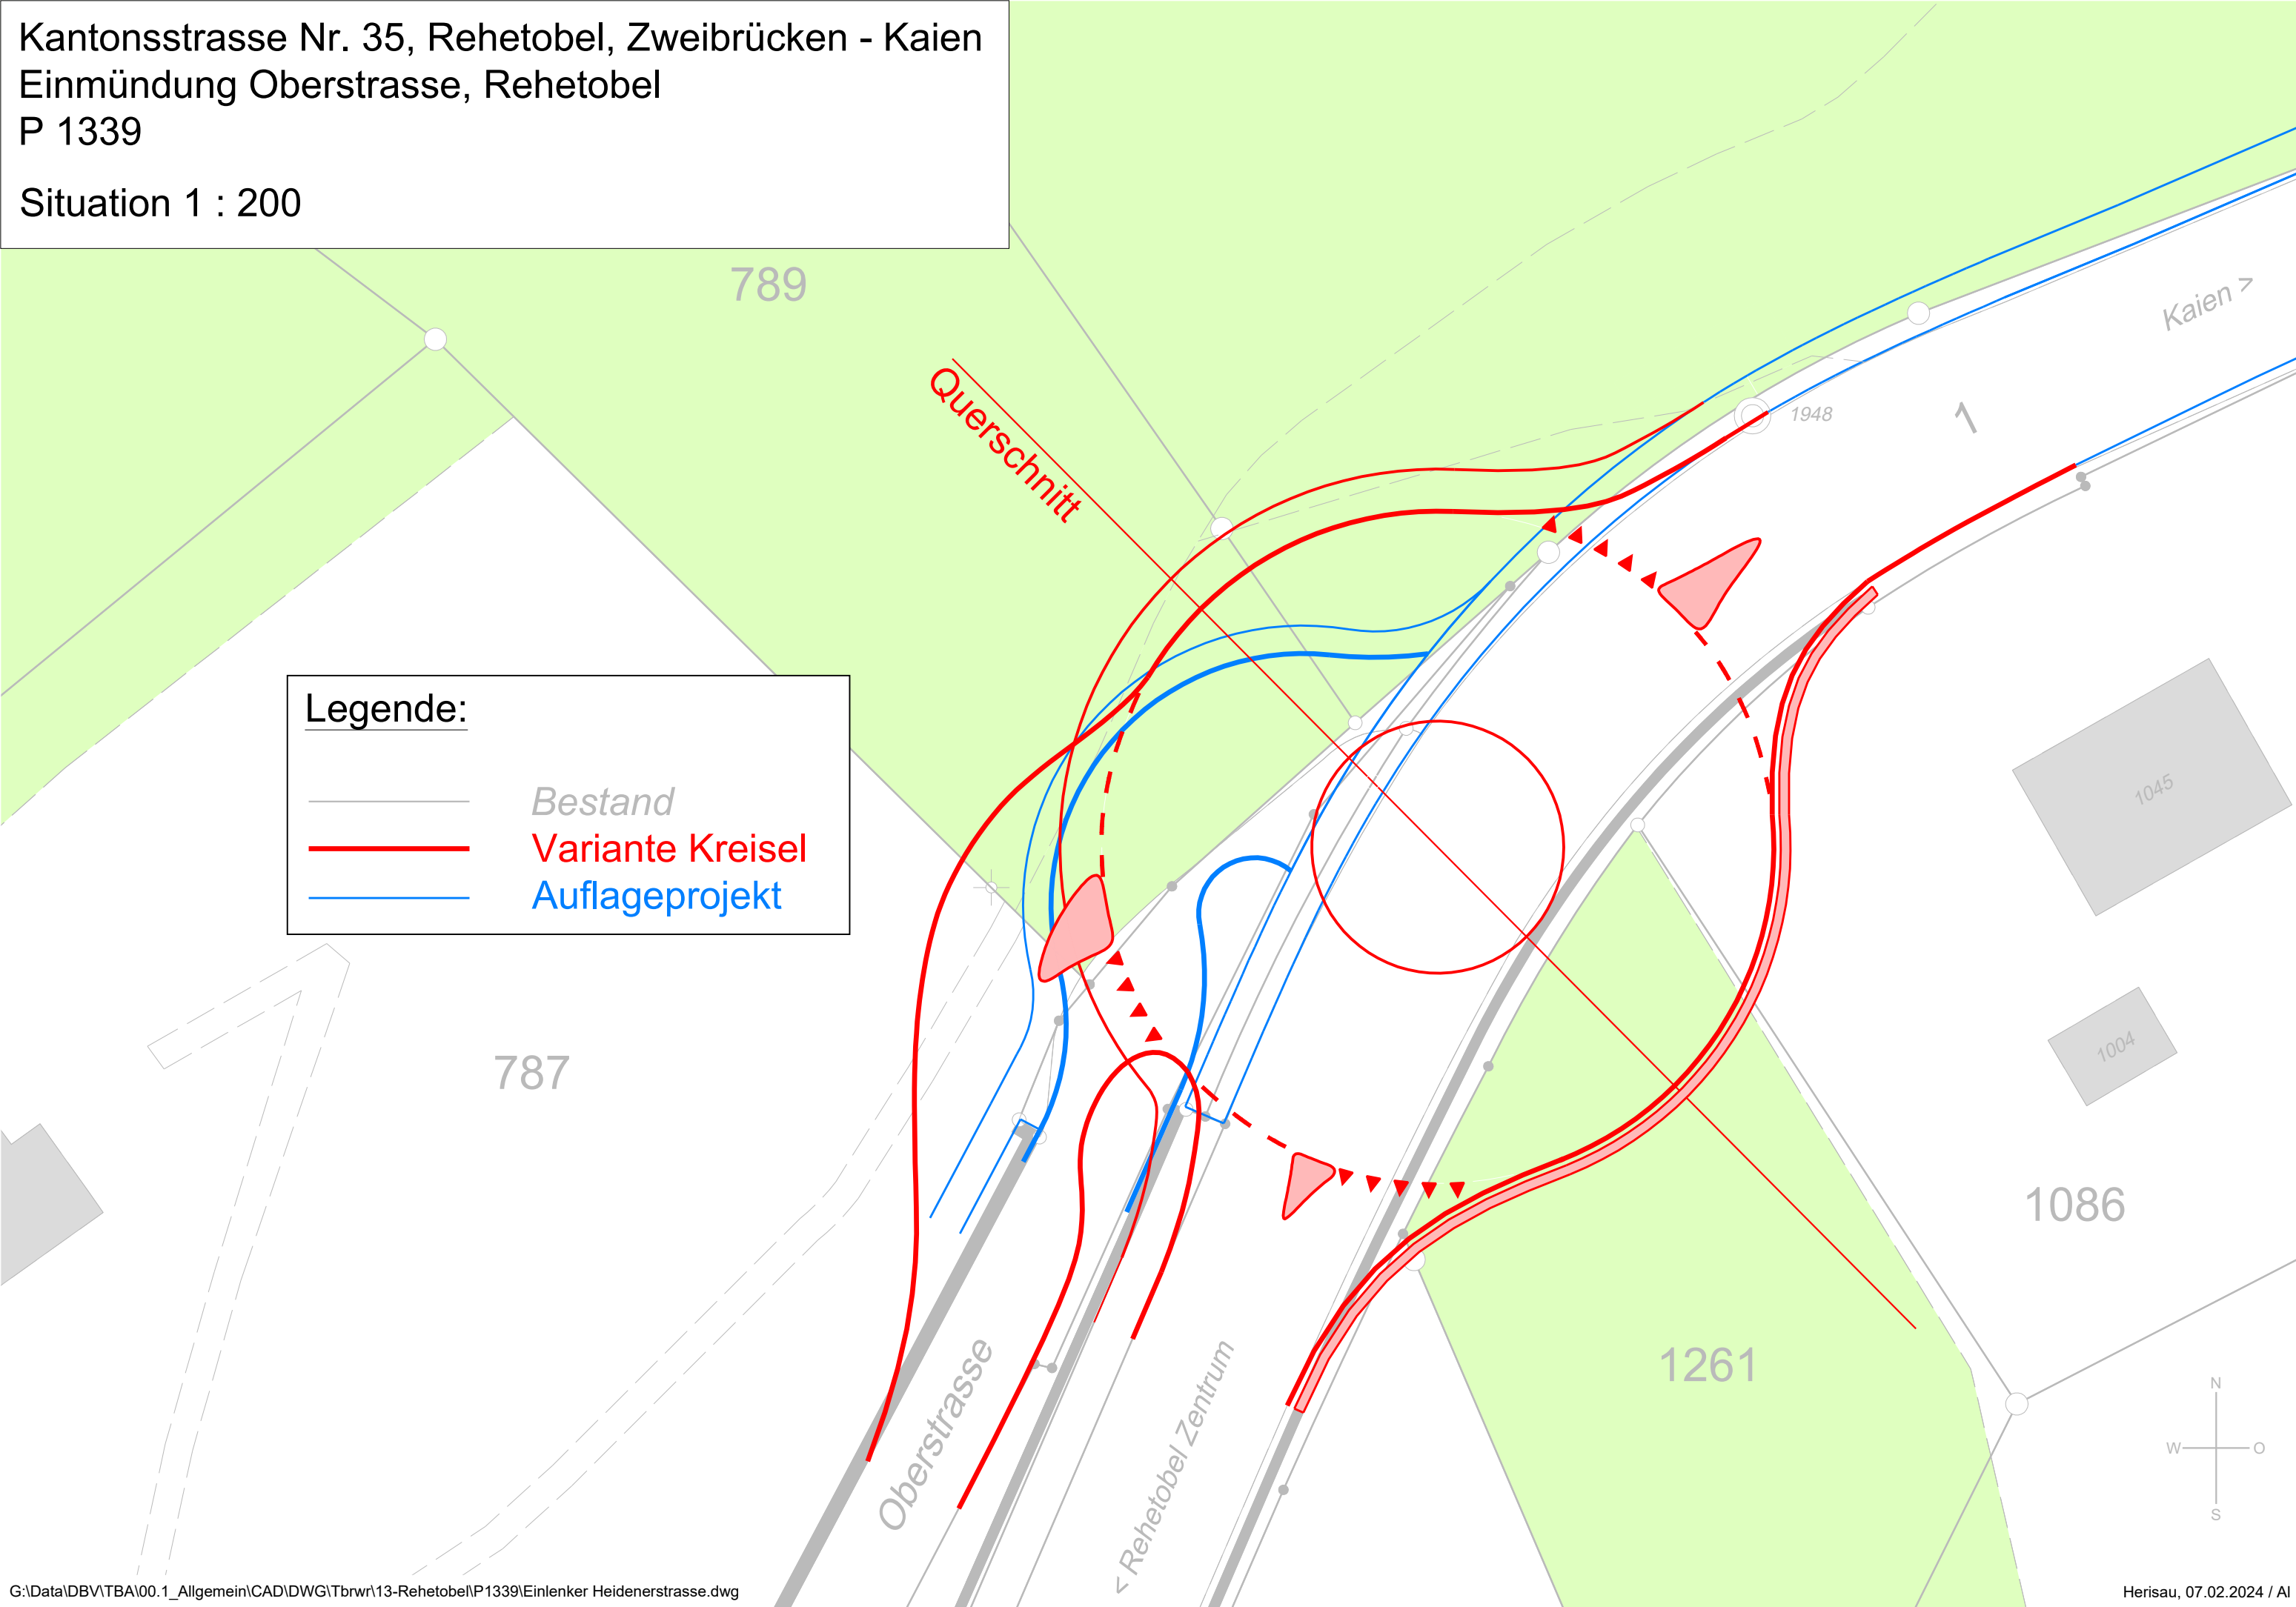 Kantonsstrasse Nr. 35, Rehetobel, Zweibrücken - Kaien
Einmündung Oberstrasse, Rehetobel
P 1339
Situation 1 : 200
789
Kaien >
Querschnitt
1948
1
Legende:
Bestand
Variante Kreisel
Auflageprojekt
1045
1004
787
1086
1261
Oberstrasse
< Rehetobel Zentrum
N
W
O
S
G:\Data\DBV\TBA\00.1_Allgemein\CAD\DWG\Tbrwr\13-Rehetobel\P1339\Einlenker Heidenerstrasse.dwg
Herisau, 07.02.2024 / Al